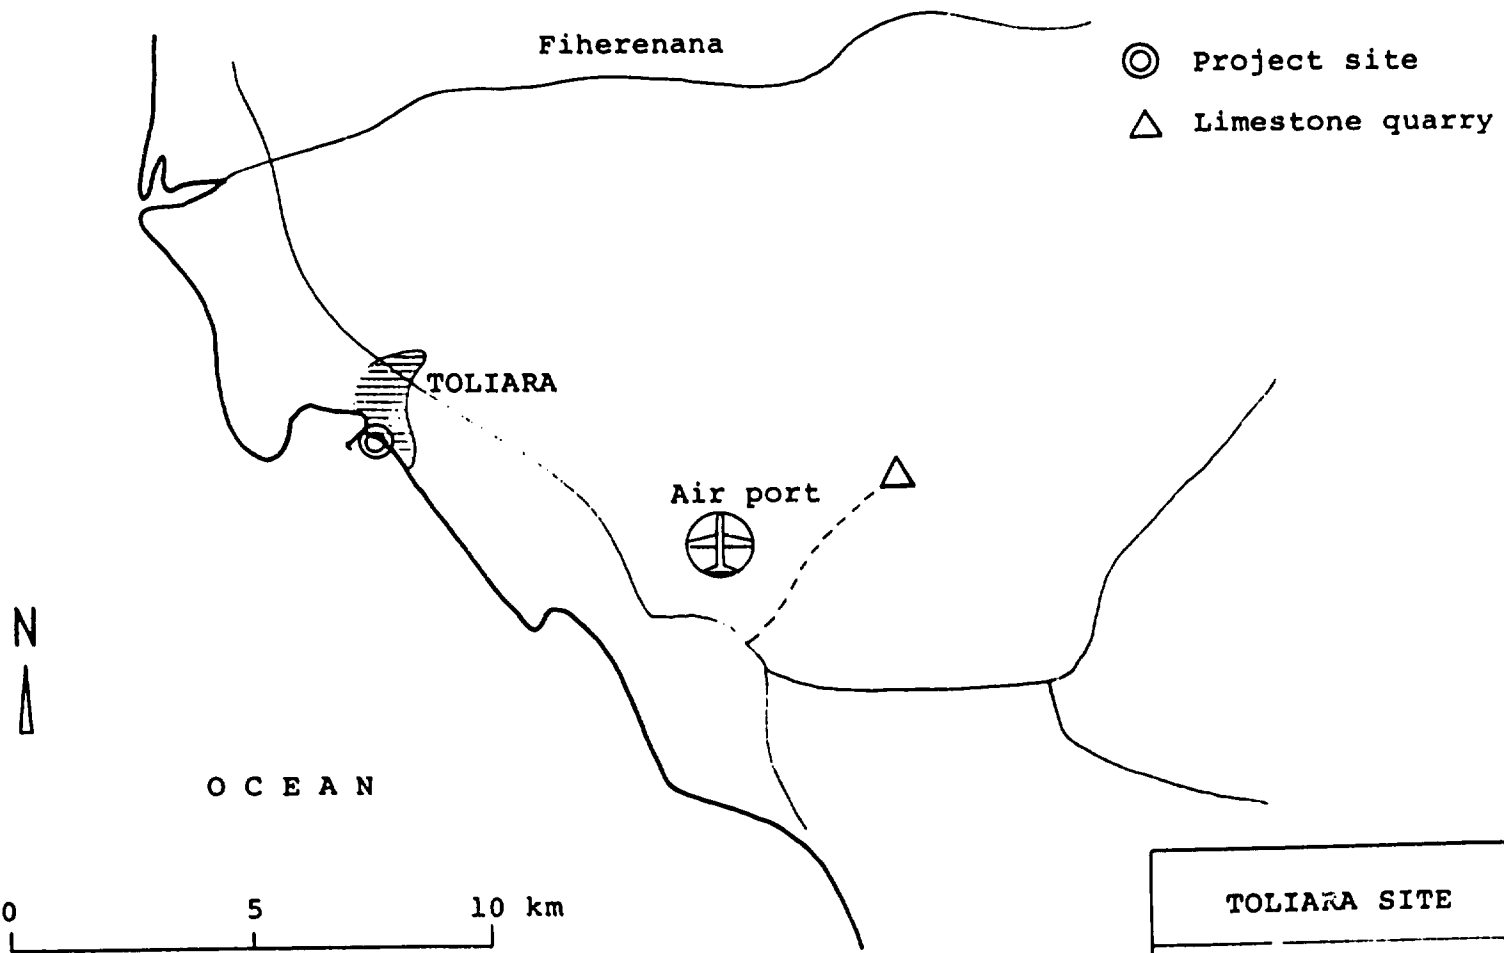 Fiherenana
Project site
Limestone quarry
TOLIARA
Air port
N
OCEAN
0 5 10 km
TOLIARA SITE